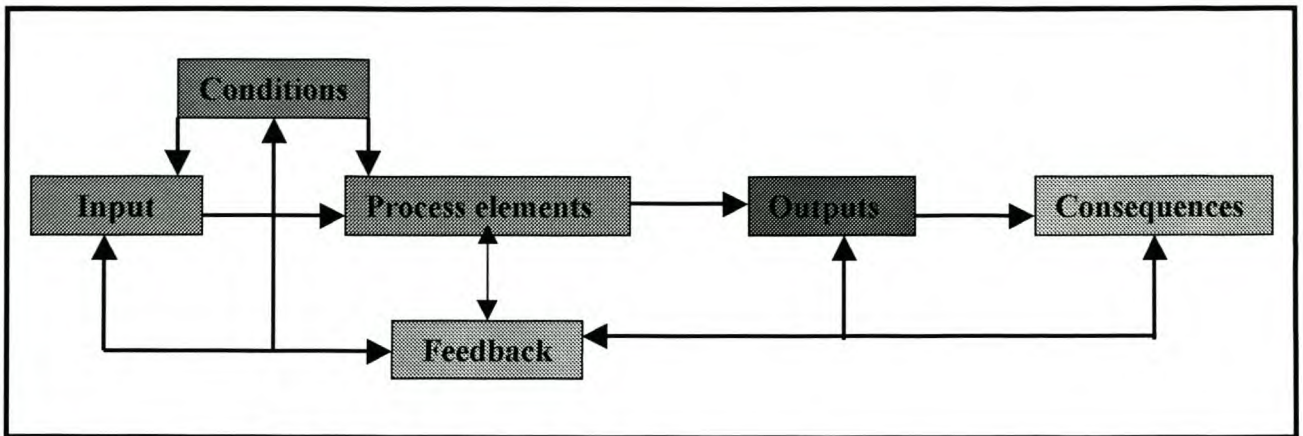 Conditions
Input
Process elements
Outputs
Consequences
Feedback